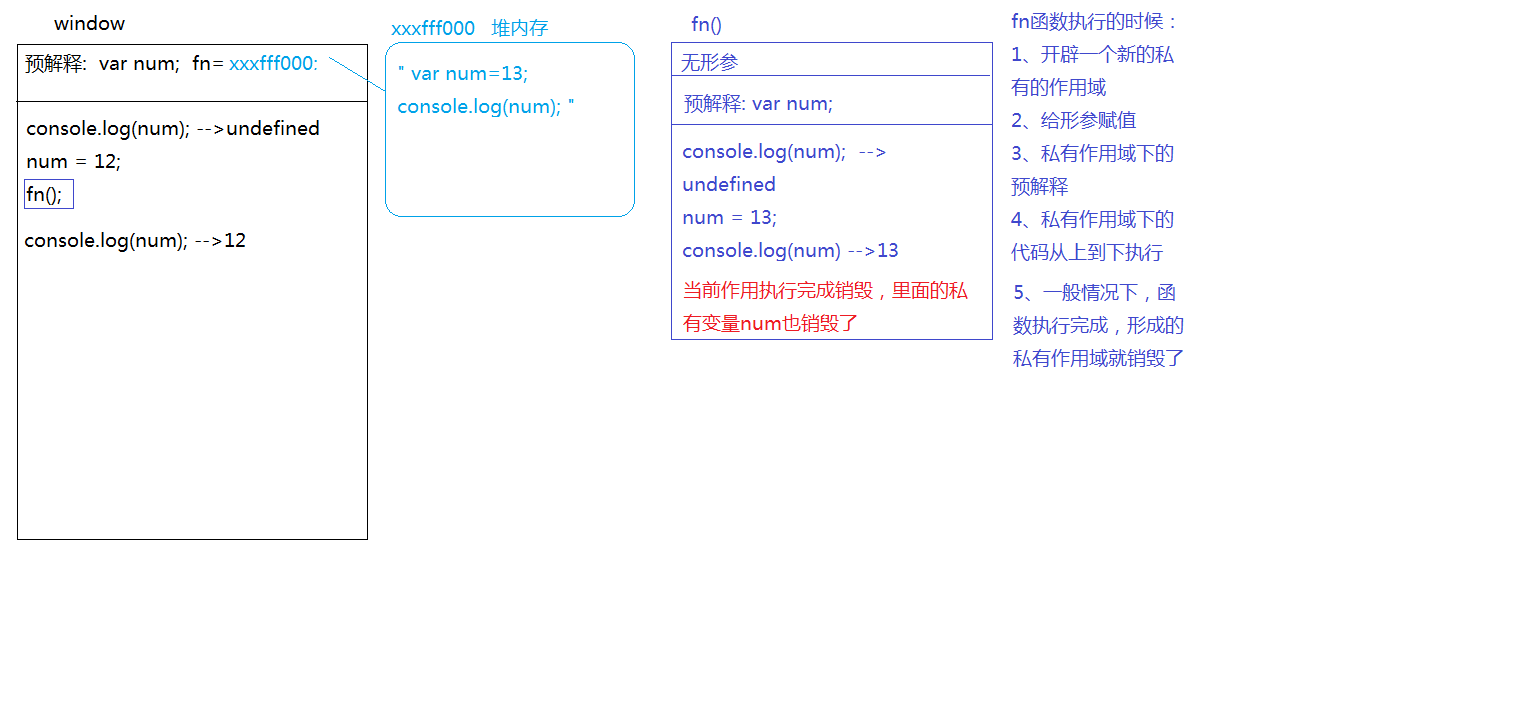 window
预解释: var num; fn= xxxfff000:
console.log(num); -->undefined
num = 12;
fn();
console.log(num); -->12
xxxfff000 堆内存
" var num=13;
console.log(num); "
fn()
无形参
预解释: var num;
console.log(num); -->
undefined
num = 13;
console.log(num) -->13
当前作用执行完成销毁，里面的私
有变量num也销毁了
fn函数执行的时候：
1、开辟一个新的私
有的作用域
2、给形参赋值
3、私有作用域下的
预解释
4、私有作用域下的
代码从上到下执行
5、一般情况下，函
数执行完成，形成的
私有作用域就销毁了